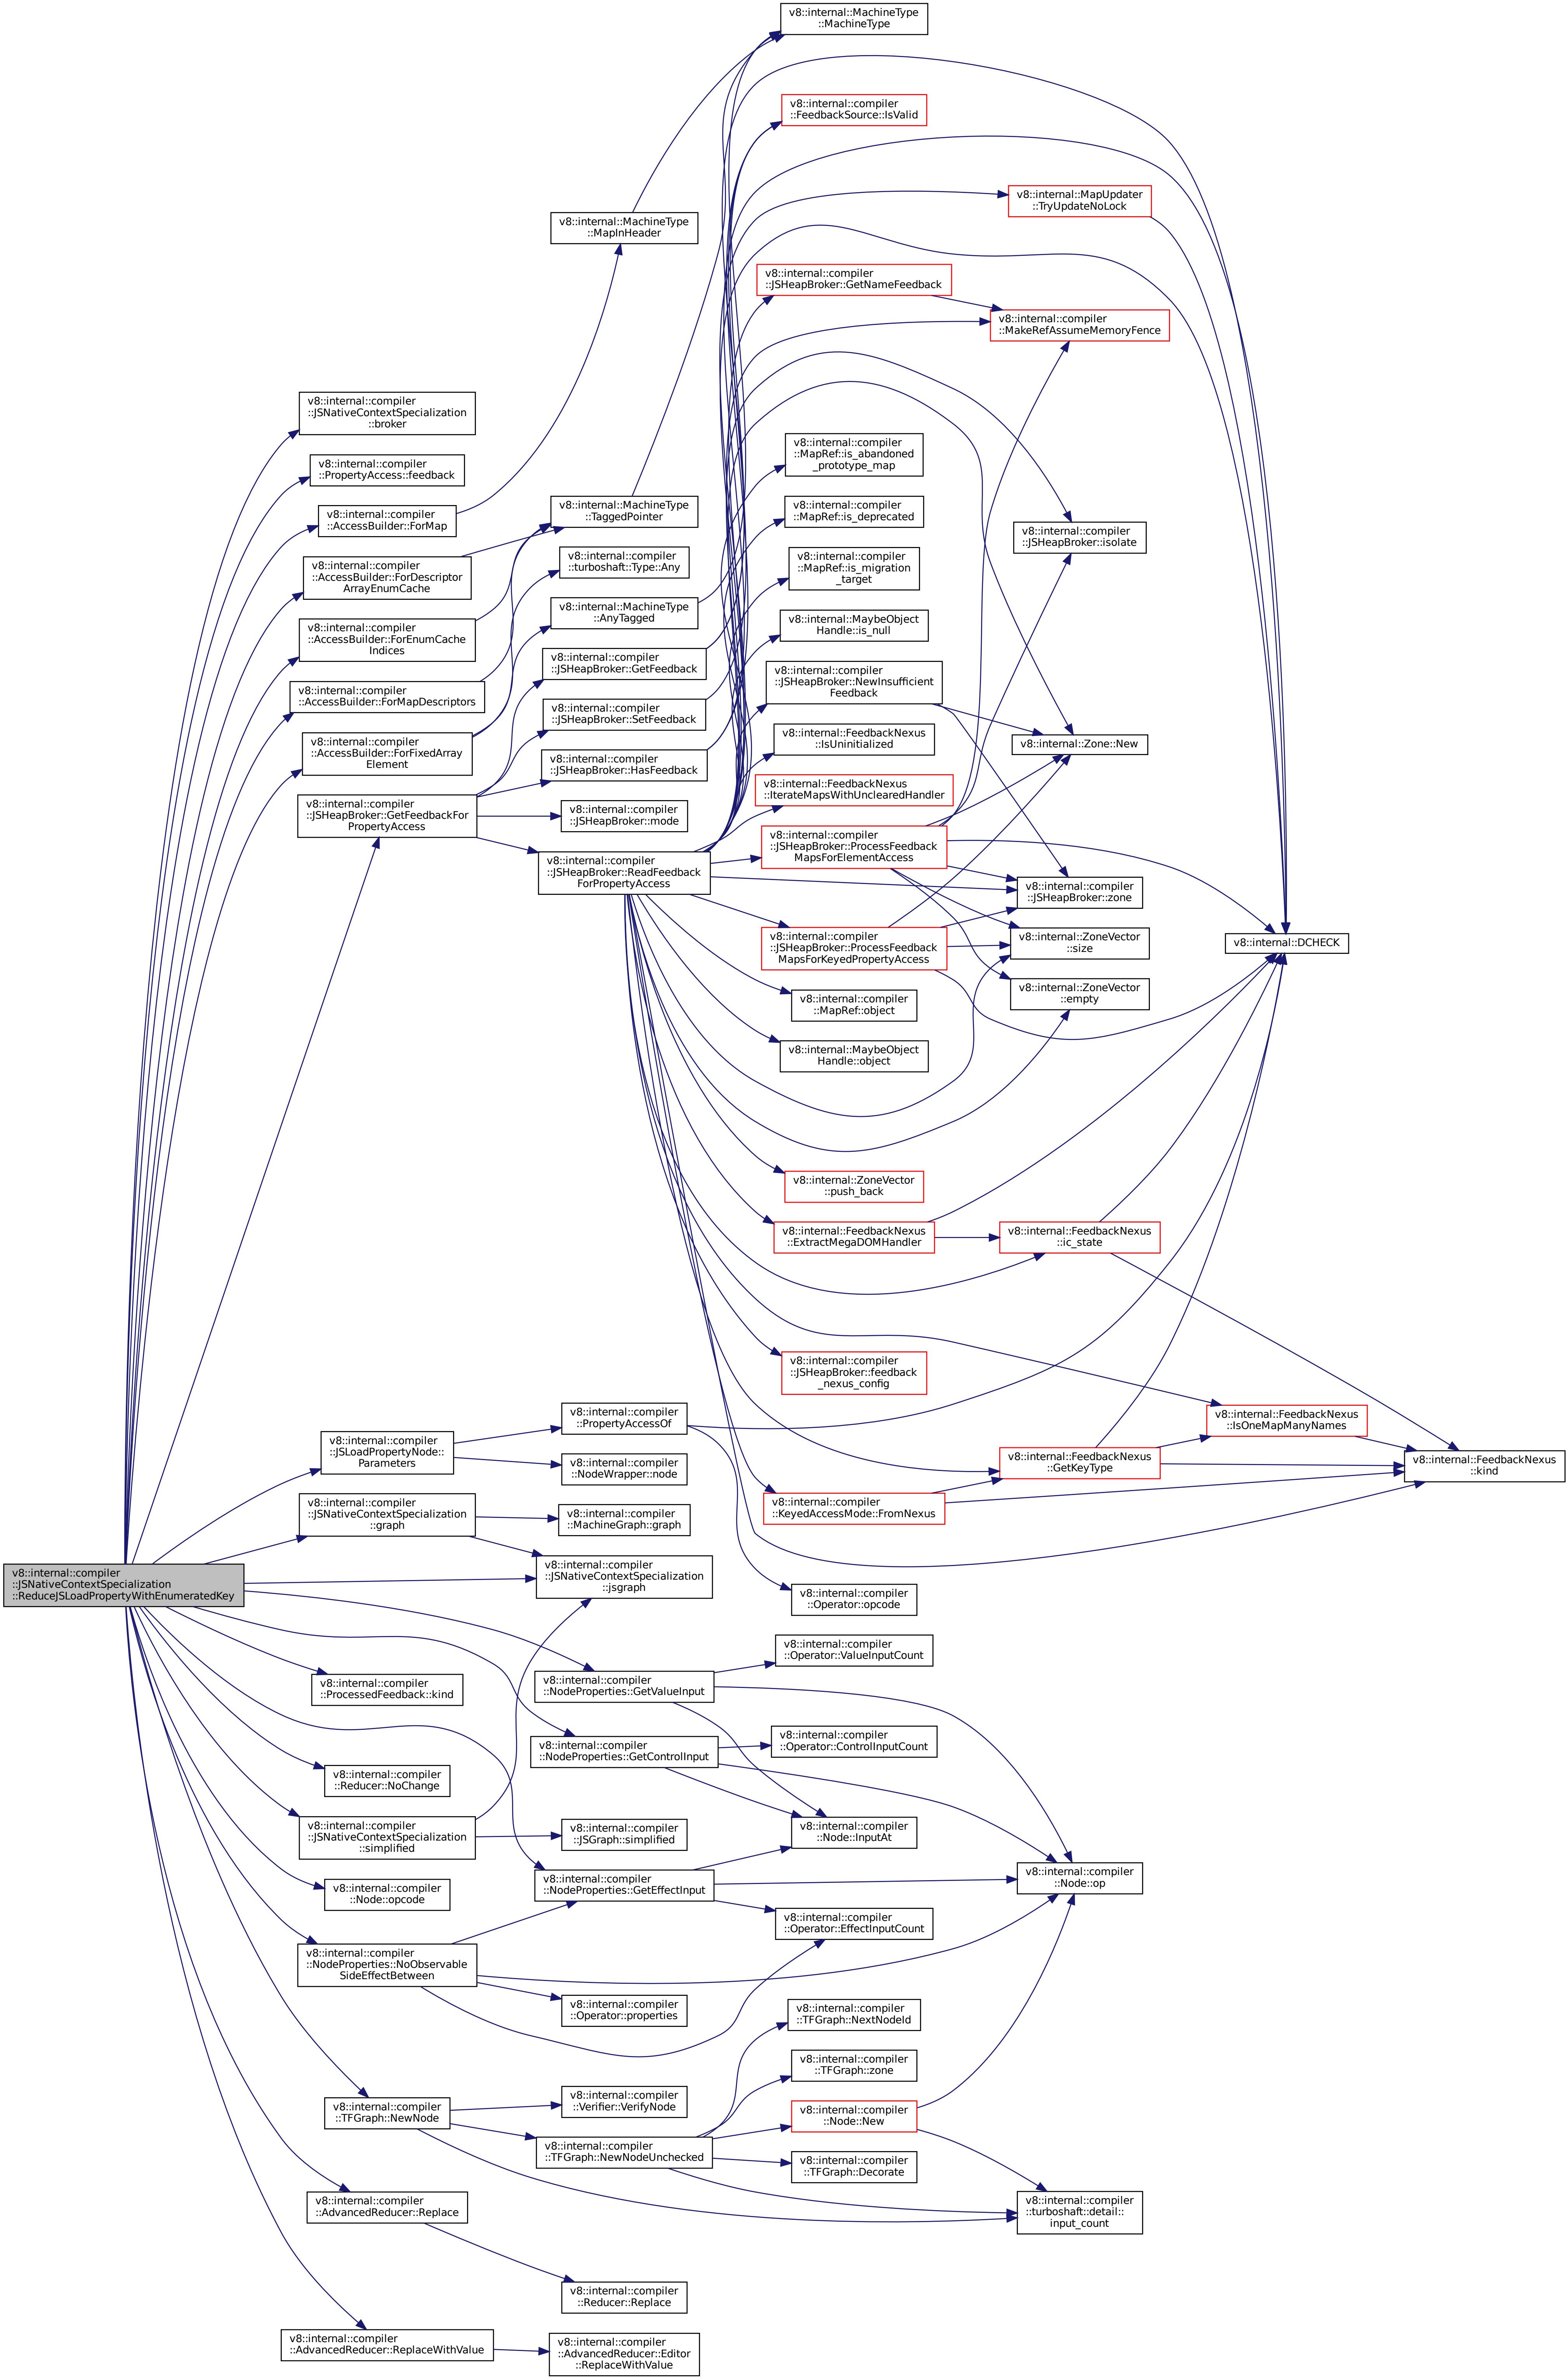 v8::internal::MachineType
::MachineType
v8::internal::compiler
::FeedbackSource::IsValid
v8::internal::MapUpdater
::TryUpdateNoLock
v8::internal::MachineType
::MapInHeader
v8::internal::compiler
::JSHeapBroker::GetNameFeedback
v8::internal::compiler
::MakeRefAssumeMemoryFence
v8::internal::compiler
::JSNativeContextSpecialization
::broker
v8::internal::compiler
::PropertyAccess::feedback
v8::internal::compiler
::MapRef::is_abandoned
_prototype_map
v8::internal::compiler
::AccessBuilder::ForMap
v8::internal::MachineType
::TaggedPointer
v8::internal::compiler
::MapRef::is_deprecated
v8::internal::compiler
::JSHeapBroker::isolate
v8::internal::compiler
::AccessBuilder::ForDescriptor
ArrayEnumCache
v8::internal::compiler
::turboshaft::Type::Any
v8::internal::compiler
::MapRef::is_migration
_target
v8::internal::compiler
::AccessBuilder::ForEnumCache
Indices
v8::internal::MachineType
::AnyTagged
v8::internal::MaybeObject
Handle::is_null
v8::internal::compiler
::AccessBuilder::ForMapDescriptors
v8::internal::compiler
::JSHeapBroker::GetFeedback
v8::internal::compiler
::JSHeapBroker::NewInsufficient
Feedback
v8::internal::compiler
::AccessBuilder::ForFixedArray
Element
v8::internal::compiler
::JSHeapBroker::SetFeedback
v8::internal::FeedbackNexus
::IsUninitialized
v8::internal::Zone::New
v8::internal::compiler
::JSHeapBroker::HasFeedback
v8::internal::FeedbackNexus
::IterateMapsWithUnclearedHandler
v8::internal::compiler
::JSHeapBroker::GetFeedbackFor
PropertyAccess
v8::internal::compiler
::JSHeapBroker::mode
v8::internal::compiler
::JSHeapBroker::ProcessFeedback
MapsForElementAccess
v8::internal::compiler
::JSHeapBroker::ReadFeedback
ForPropertyAccess
v8::internal::compiler
::JSHeapBroker::zone
v8::internal::compiler
::JSHeapBroker::ProcessFeedback
MapsForKeyedPropertyAccess
v8::internal::ZoneVector
::size
v8::internal::DCHECK
v8::internal::compiler
::MapRef::object
v8::internal::ZoneVector
::empty
v8::internal::MaybeObject
Handle::object
v8::internal::ZoneVector
::push_back
v8::internal::FeedbackNexus
::ExtractMegaDOMHandler
v8::internal::FeedbackNexus
::ic_state
v8::internal::compiler
::JSHeapBroker::feedback
_nexus_config
v8::internal::compiler
::PropertyAccessOf
v8::internal::FeedbackNexus
::IsOneMapManyNames
v8::internal::compiler
::JSLoadPropertyNode::
Parameters
v8::internal::compiler
::NodeWrapper::node
v8::internal::FeedbackNexus
::GetKeyType
v8::internal::FeedbackNexus
::kind
v8::internal::compiler
::JSNativeContextSpecialization
::graph
v8::internal::compiler
::MachineGraph::graph
v8::internal::compiler
::KeyedAccessMode::FromNexus
v8::internal::compiler
::JSNativeContextSpecialization
::ReduceJSLoadPropertyWithEnumeratedKey
v8::internal::compiler
::JSNativeContextSpecialization
::jsgraph
v8::internal::compiler
::Operator::opcode
v8::internal::compiler
::Operator::ValueInputCount
v8::internal::compiler
::ProcessedFeedback::kind
v8::internal::compiler
::NodeProperties::GetValueInput
v8::internal::compiler
::NodeProperties::GetControlInput
v8::internal::compiler
::Operator::ControlInputCount
v8::internal::compiler
::Reducer::NoChange
v8::internal::compiler
::JSNativeContextSpecialization
::simplified
v8::internal::compiler
::JSGraph::simplified
v8::internal::compiler
::Node::InputAt
v8::internal::compiler
::Node::opcode
v8::internal::compiler
::NodeProperties::GetEffectInput
v8::internal::compiler
::Node::op
v8::internal::compiler
::Operator::EffectInputCount
v8::internal::compiler
::NodeProperties::NoObservable
SideEffectBetween
v8::internal::compiler
::Operator::properties
v8::internal::compiler
::TFGraph::NextNodeId
v8::internal::compiler
::TFGraph::zone
v8::internal::compiler
::TFGraph::NewNode
v8::internal::compiler
::Verifier::VerifyNode
v8::internal::compiler
::Node::New
v8::internal::compiler
::TFGraph::NewNodeUnchecked
v8::internal::compiler
::TFGraph::Decorate
v8::internal::compiler
::AdvancedReducer::Replace
v8::internal::compiler
::turboshaft::detail::
input_count
v8::internal::compiler
::Reducer::Replace
v8::internal::compiler
::AdvancedReducer::ReplaceWithValue
v8::internal::compiler
::AdvancedReducer::Editor
::ReplaceWithValue